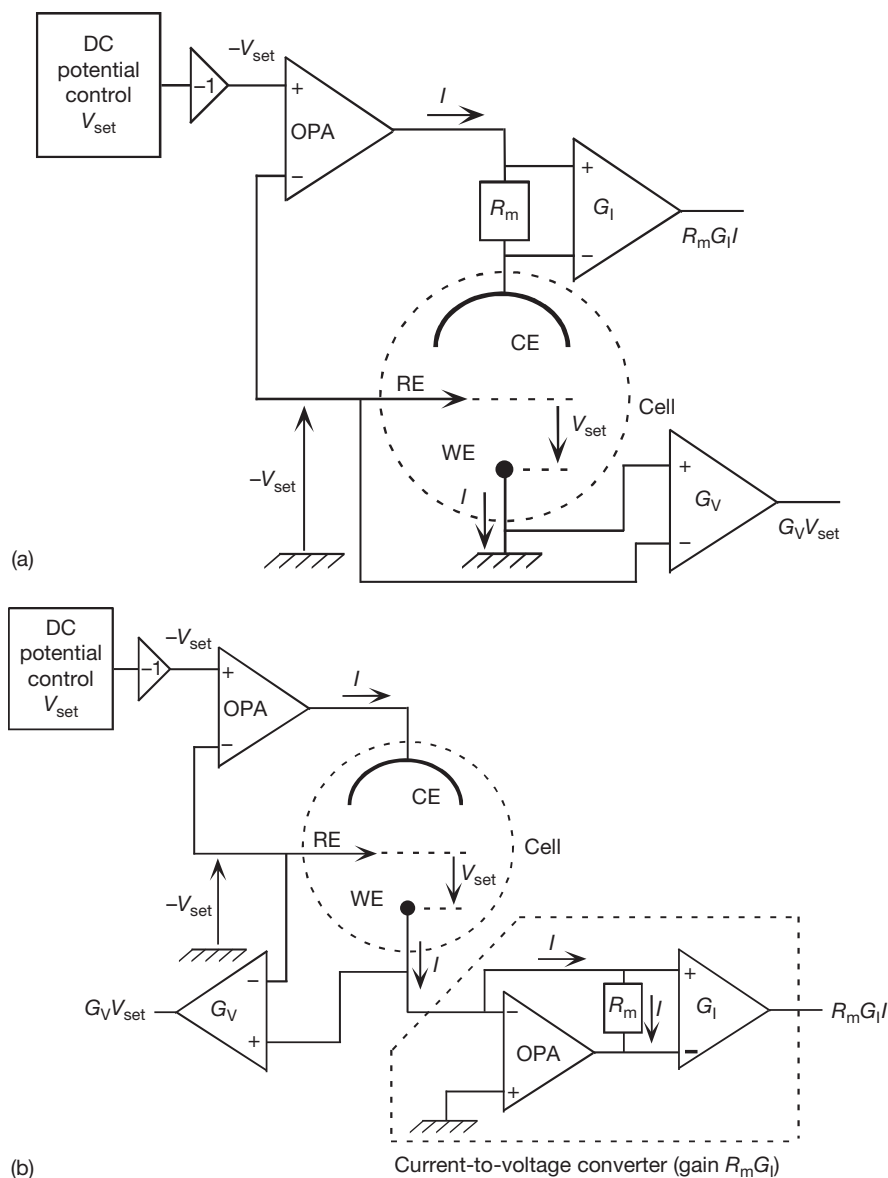 DC
potential
control
V_set
−1
−V_set
+
OPA
−
I
R_m
+
G_I
−
R_mG_II
CE
RE
Cell
V_set
WE
−V_set
I
+
G_V
−
G_VV_set
(a)
DC
potential
control
V_set
−1
−V_set
+
OPA
−
I
CE
RE
Cell
V_set
WE
−V_set
I
G_VV_set
−
G_V
+
I
−
OPA
+
R_m
I
+
G_I
−
R_mG_II
Current-to-voltage converter (gain R_mG_I)
(b)